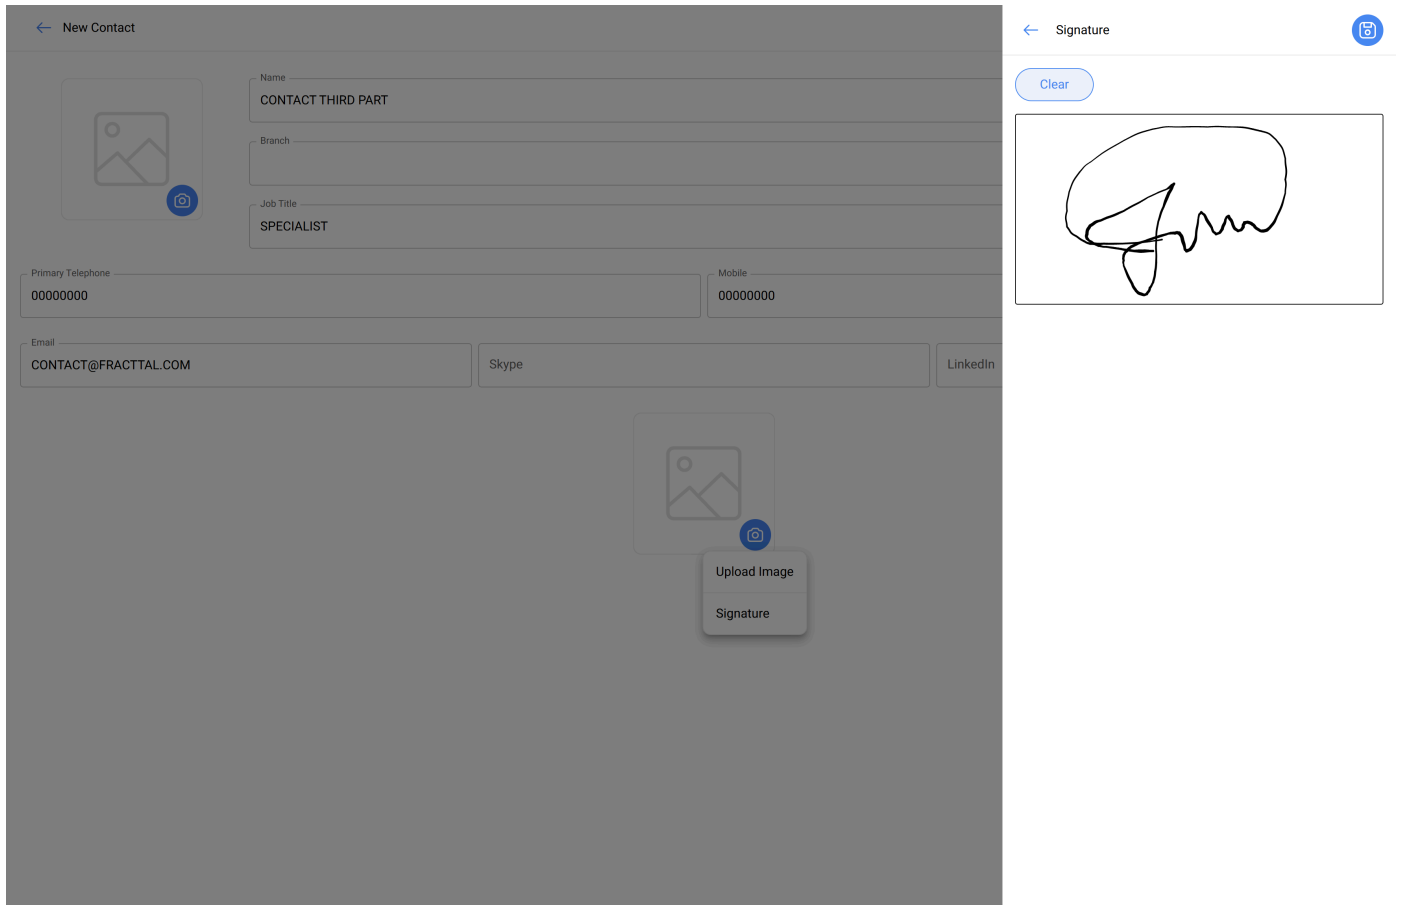 New Contact
Name
CONTACT THIRD PART
Branch
Job Title
SPECIALIST
Primary Telephone
00000000
Mobile
00000000
Email
CONTACT@FRACTTAL.COM
Skype
LinkedIn
Upload Image
Signature
Signature
Clear